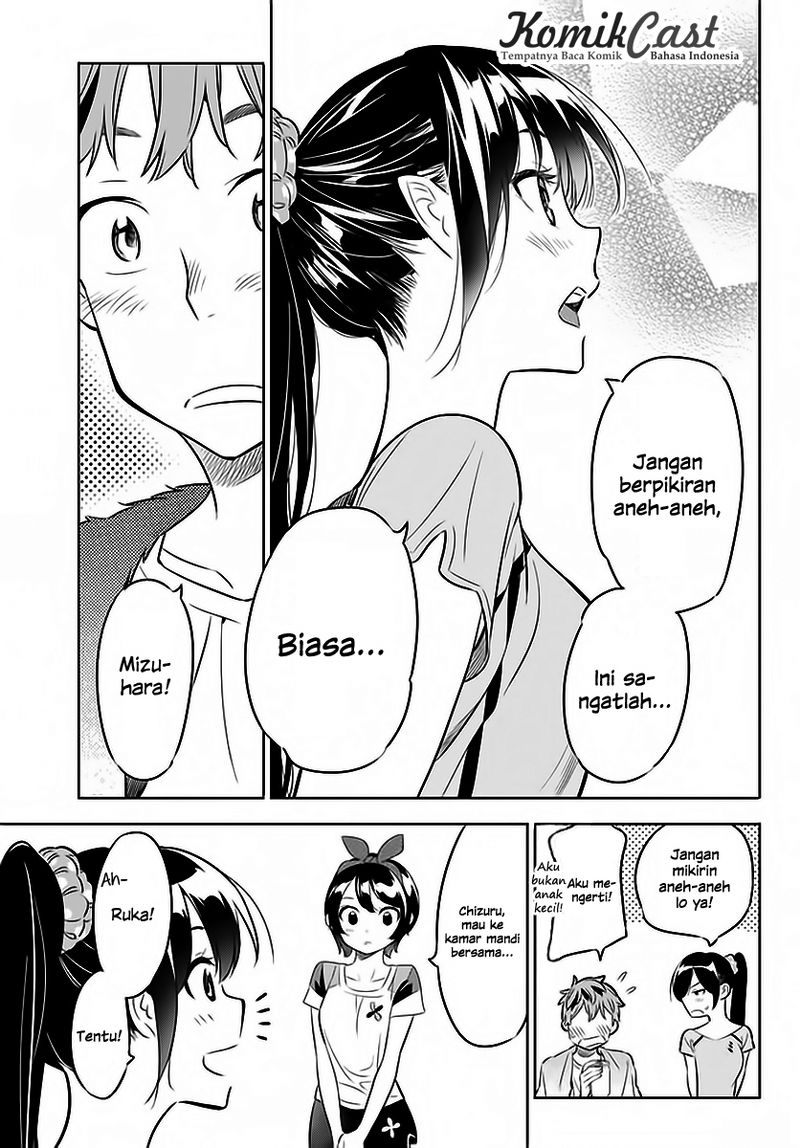 KomikCast
Tempatnya Baca Komik Bahasa Indonesia
Jangan
berpikiran
aneh-aneh,
Ini sa-
ngatlah...
Biasa...
Mizu-
hara!
Jangan
mikirin
aneh-aneh
lo ya!
Aku me-
ngerti!
Aku
bukan
anak
kecil!
Chizuru,
mau ke
kamar mandi
bersama...
Ah-
Ruka!
Tentu!